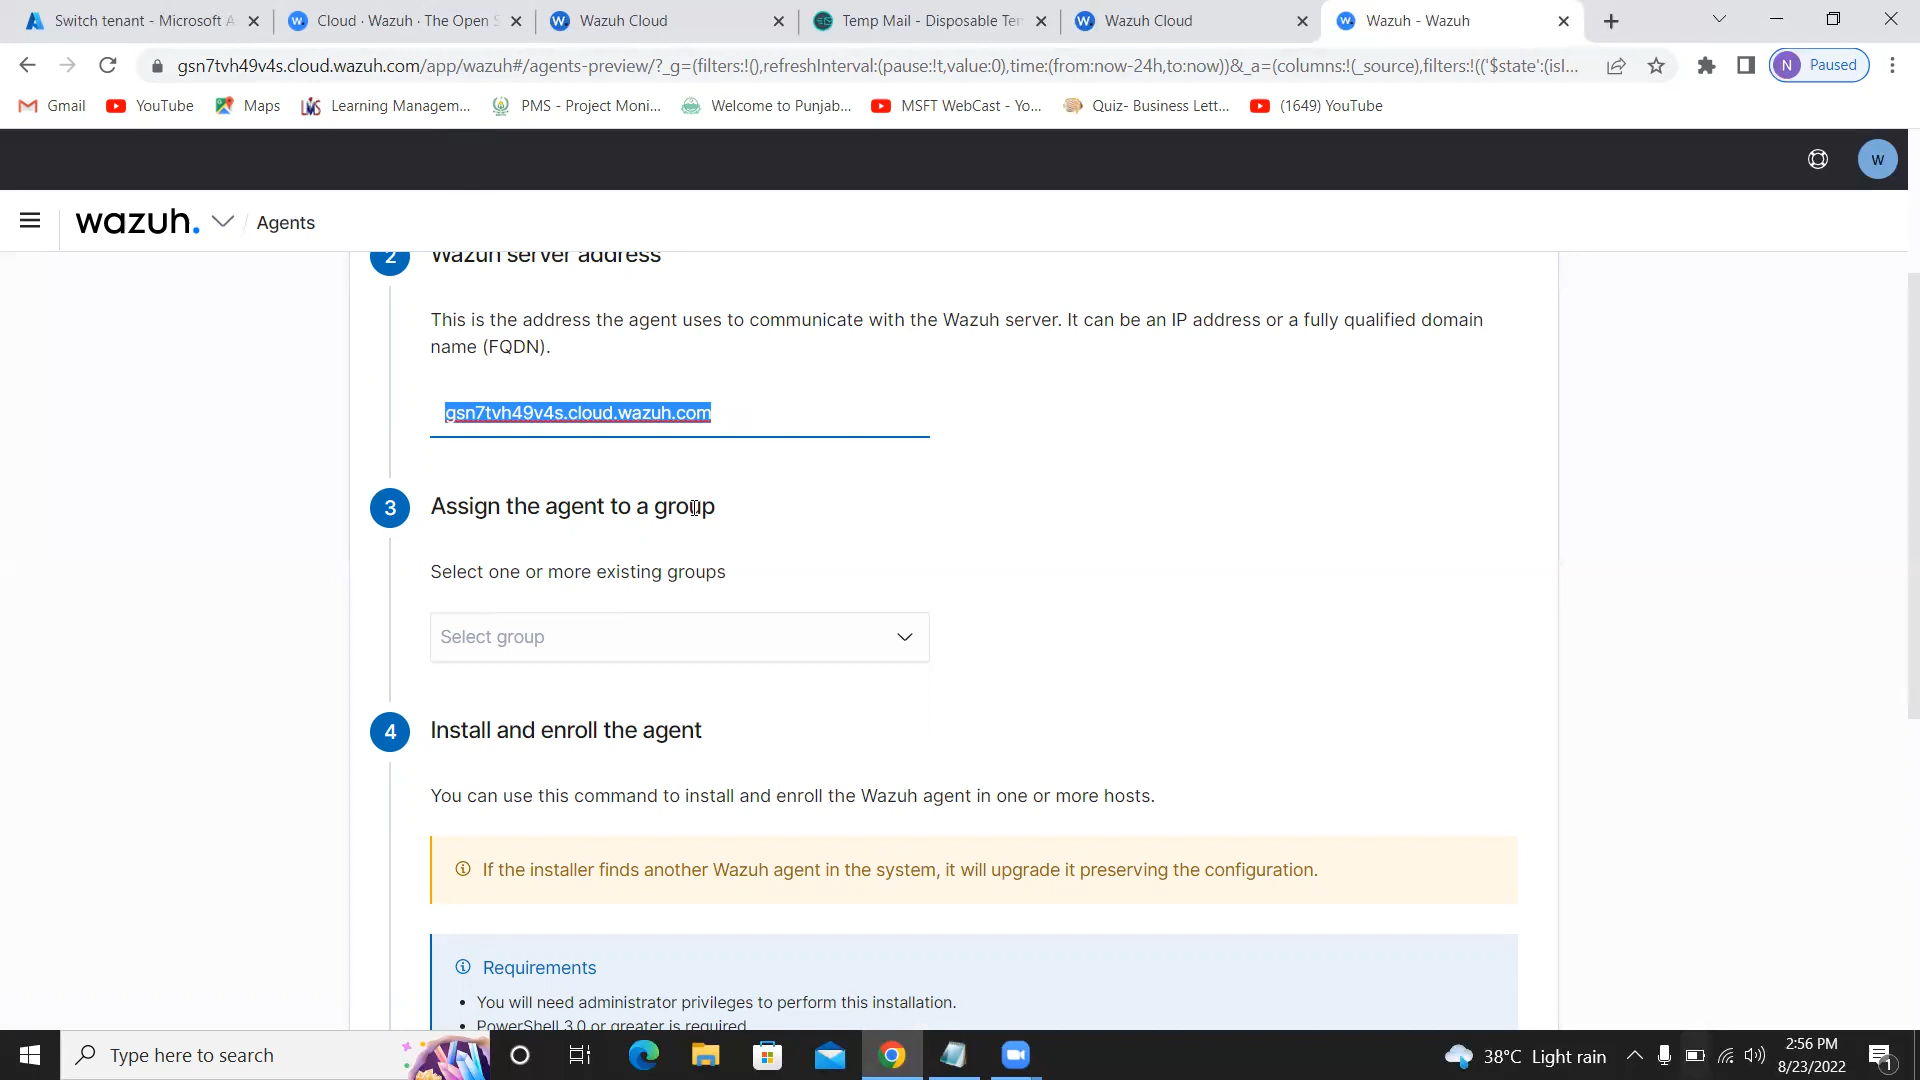 Switch tenant - Microsoft A
Cloud · Wazuh · The Open S
Wazuh Cloud
Temp Mail - Disposable Tem
Wazuh Cloud
Wazuh - Wazuh
gsn7tvh49v4s.cloud.wazuh.com/app/wazuh#/agents-preview/?_g=(filters:!(),refreshInterval:(pause:!t,value:0),time:(from:now-24h,to:now))&_a=(columns:!(_source),filters:!(('$state':(isI...
N Paused
Gmail
YouTube
Maps
Learning Managem...
PMS - Project Moni...
Welcome to Punjab...
MSFT WebCast - Yo...
Quiz- Business Lett...
(1649) YouTube
W
wazuh.
/ Agents
2 Wazuh server address
This is the address the agent uses to communicate with the Wazuh server. It can be an IP address or a fully qualified domain
name (FQDN).
gsn7tvh49v4s.cloud.wazuh.com
3 Assign the agent to a group
Select one or more existing groups
Select group
4 Install and enroll the agent
You can use this command to install and enroll the Wazuh agent in one or more hosts.
If the installer finds another Wazuh agent in the system, it will upgrade it preserving the configuration.
Requirements
• You will need administrator privileges to perform this installation.
• PowerShell 3.0 or greater is required.
Type here to search
38°C Light rain
2:56 PM
8/23/2022
1